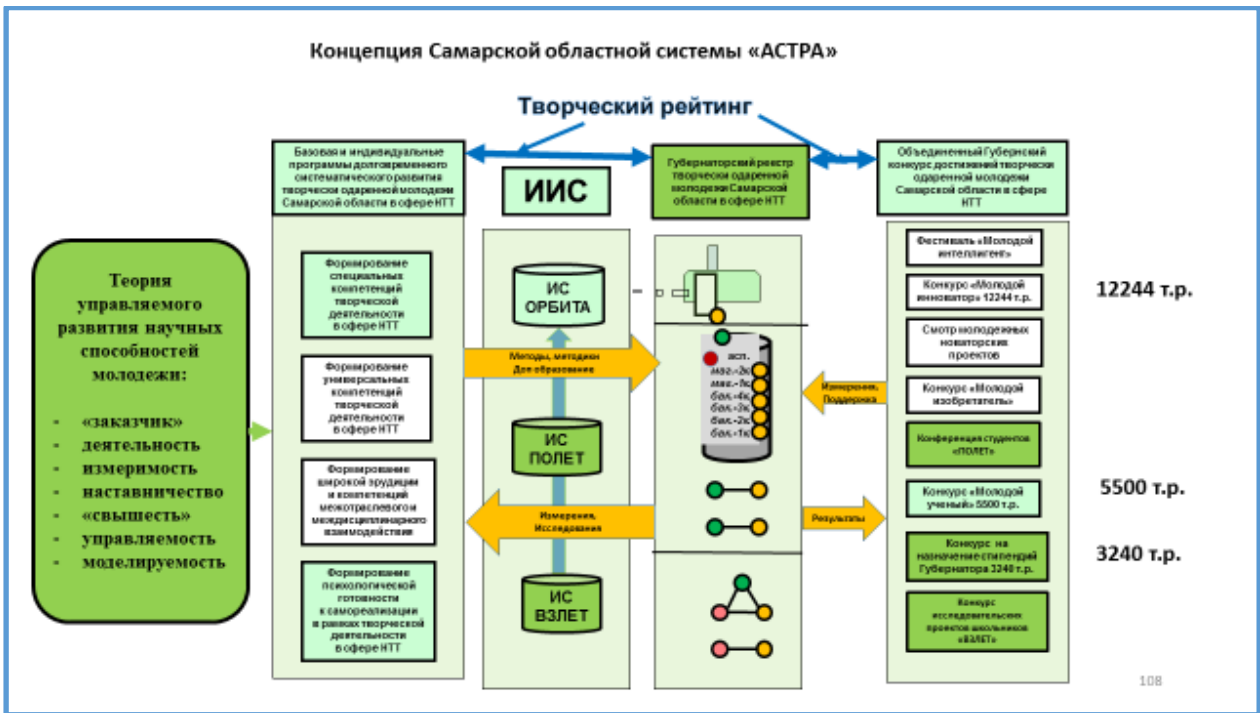 Концепция Самарской областной системы «АСТРА»
Творческий рейтинг
Базовая и индивидуальные
программы долговременного
систематического развития
творчески одаренной молодежи
Самарской области в сфере НТТ
ИИС
Губернаторский реестр
творчески одаренной
молодежи Самарской
области в сфере НТТ
Объединенный Губернский
конкурс достижений творчески
одаренной молодежи
Самарской области в сфере
НТТ
Теория
управляемого
развития научных
способностей
молодежи:
- «заказчик»
- деятельность
- измеримость
- наставничество
- «свышесть»
- управляемость
- моделируемость
Формирование
специальных
компетенций
творческой
деятельности
в сфере НТТ
Формирование
универсальных
компетенций
творческой
деятельности
в сфере НТТ
Формирование
широкой эрудиции
и компетенций
межотраслевого и
междисциплинарного
взаимодействия
Формирование
психологической
готовности
к самореализации
в рамках творческой
деятельности
в сфере НТТ
ИС
ОРБИТА
Методы, методики
Доп образование
ИС
ПОЛЕТ
Измерения,
Исследования
ИС
ВЗЛЕТ
асп.
маг.-2к
маг.-1к
бак.-4к
бак.-3к
бак.-2к
бак.-1к
Измерения,
Поддержка
Результаты
Фестиваль «Молодой
интеллигент»
Конкурс «Молодой
инноватор» 12244 т.р.
Смотр молодежных
новаторских
проектов
Конкурс «Молодой
изобретатель»
Конференция студентов
«ПОЛЕТ»
Конкурс «Молодой
ученый» 5500 т.р.
Конкурс на
назначение стипендий
Губернатора 3240 т.р.
Конкурс
исследовательских
проектов школьников
«ВЗЛЕТ»
12244 т.р.
5500 т.р.
3240 т.р.
108